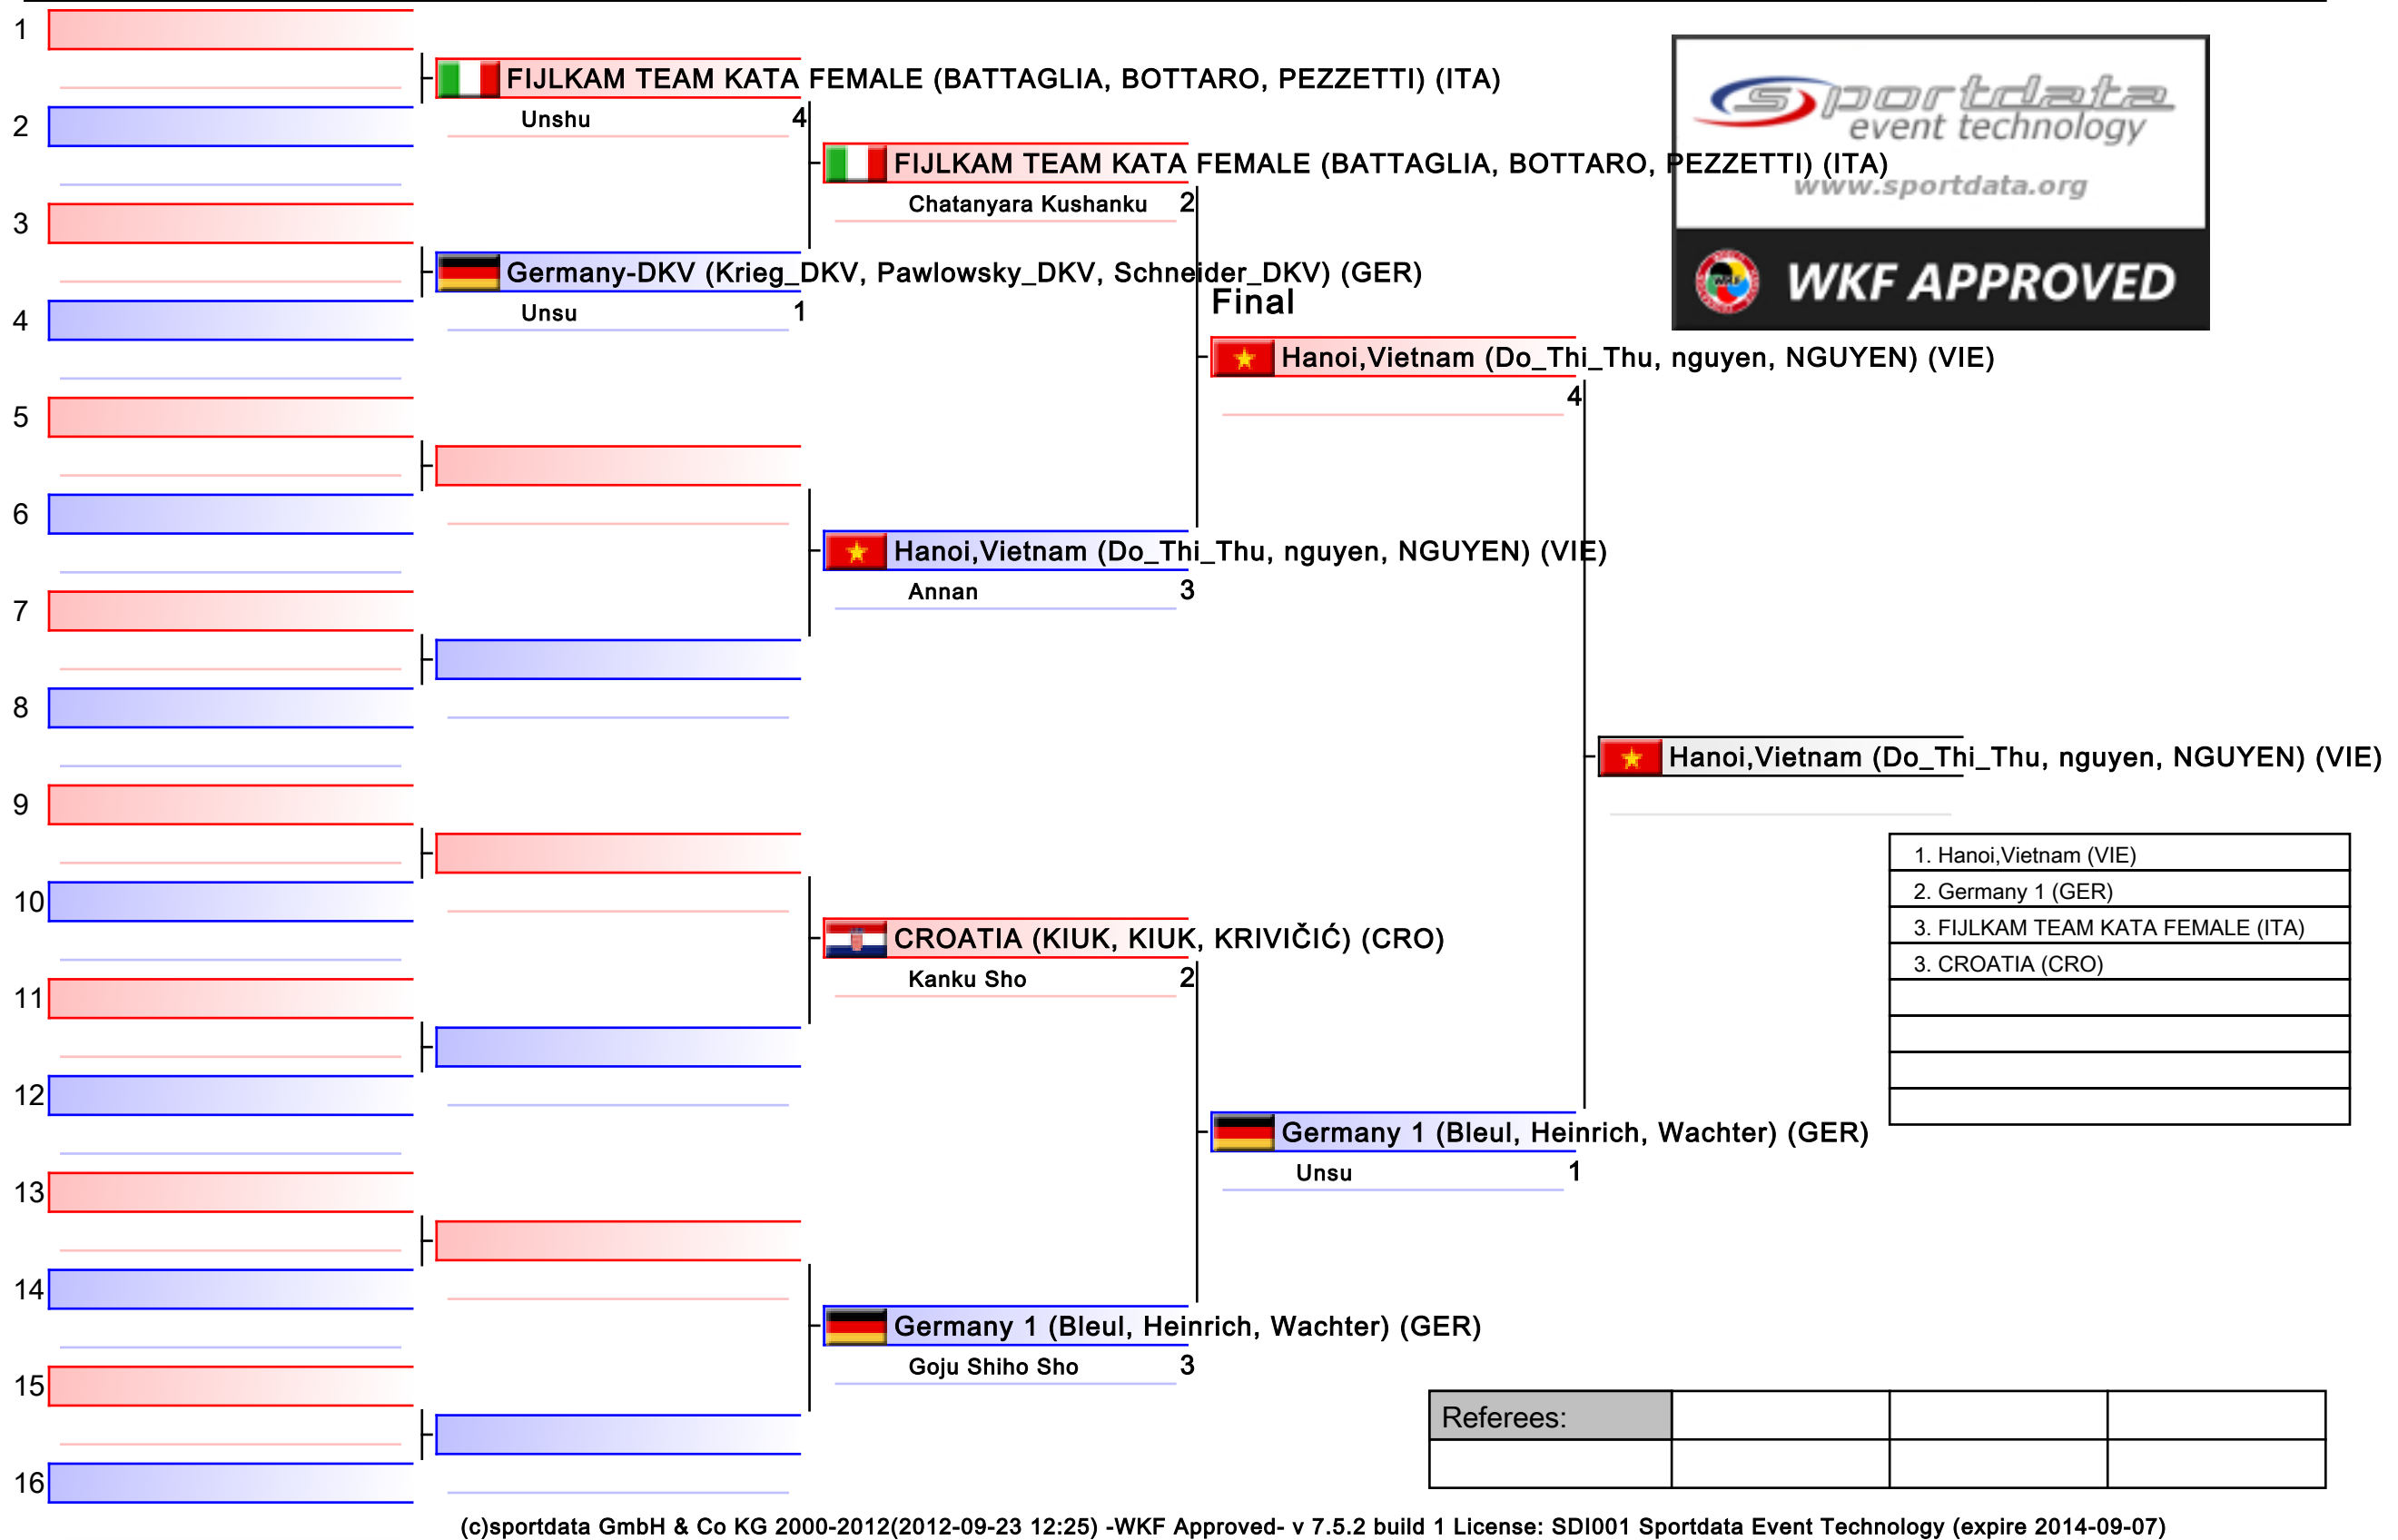 1
FIJLKAM TEAM KATA FEMALE (BATTAGLIA, BOTTARO, PEZZETTI) (ITA)
2
Unshu 4
sportdata
event technology
FIJLKAM TEAM KATA FEMALE (BATTAGLIA, BOTTARO, PEZZETTI) (ITA)
www.sportdata.org
Chatanyara Kushanku 2
3
Germany-DKV (Krieg_DKV, Pawlowsky_DKV, Schneider_DKV) (GER)
WKF APPROVED
Final
4
Unsu 1
Hanoi,Vietnam (Do_Thi_Thu, nguyen, NGUYEN) (VIE)
4
5
6
Hanoi,Vietnam (Do_Thi_Thu, nguyen, NGUYEN) (VIE)
Annan 3
7
8
Hanoi,Vietnam (Do_Thi_Thu, nguyen, NGUYEN) (VIE)
9
1. Hanoi,Vietnam (VIE)
2. Germany 1 (GER)
3. FIJLKAM TEAM KATA FEMALE (ITA)
3. CROATIA (CRO)
10
CROATIA (KIUK, KIUK, KRIVIČIĆ) (CRO)
Kanku Sho 2
11
12
Germany 1 (Bleul, Heinrich, Wachter) (GER)
Unsu 1
13
14
Germany 1 (Bleul, Heinrich, Wachter) (GER)
Goju Shiho Sho 3
15
Referees:
16
(c)sportdata GmbH & Co KG 2000-2012(2012-09-23 12:25) -WKF Approved- v 7.5.2 build 1 License: SDI001 Sportdata Event Technology (expire 2014-09-07)